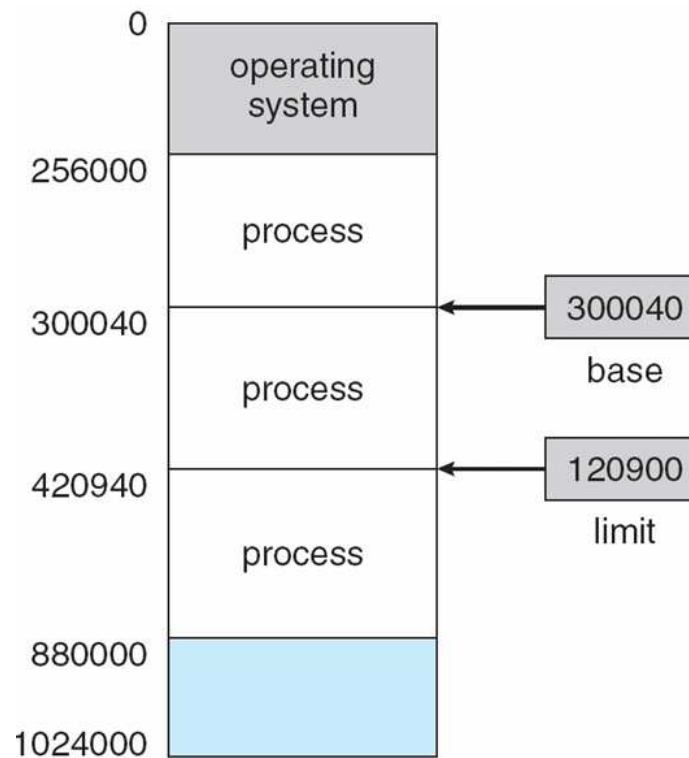 0
operating
system
256000
process
300040
300040
base
process
420940
120900
limit
process
880000
1024000